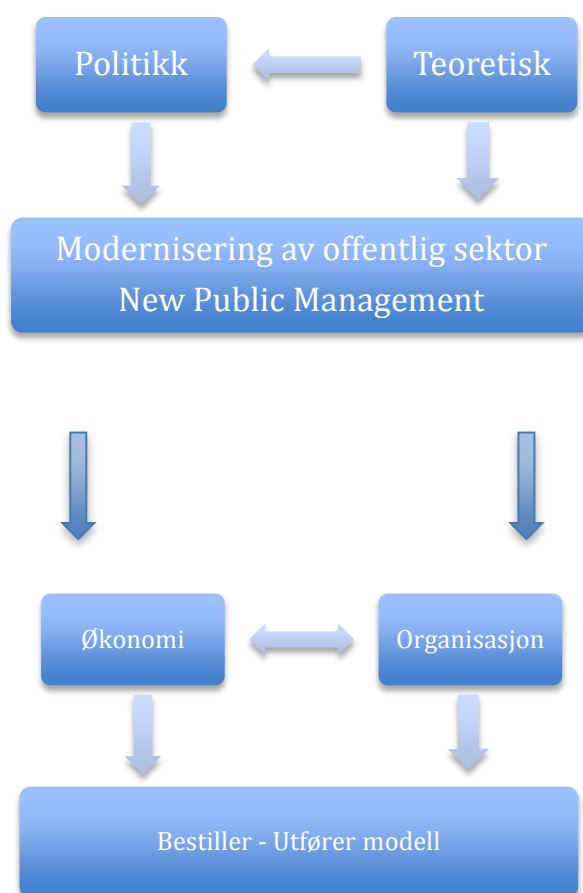 Politikk
Teoretisk
Modernisering av offentlig sektor
New Public Management
Økonomi
Organisasjon
Bestiller - Utfører modell